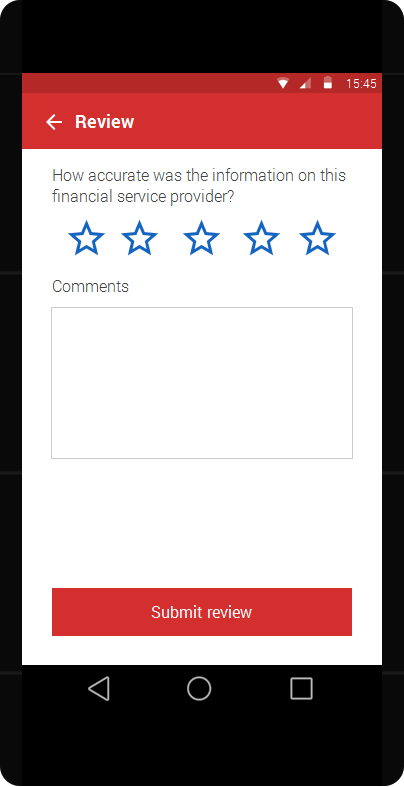 15:45
Review
How accurate was the information on this
financial service provider?
Comments
Submit review